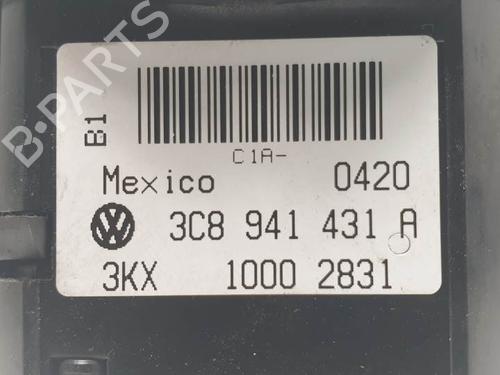 B-PARTS
B1
C1A-
Mexico 0420
3C8 941 431 A
3KX 1000 2831